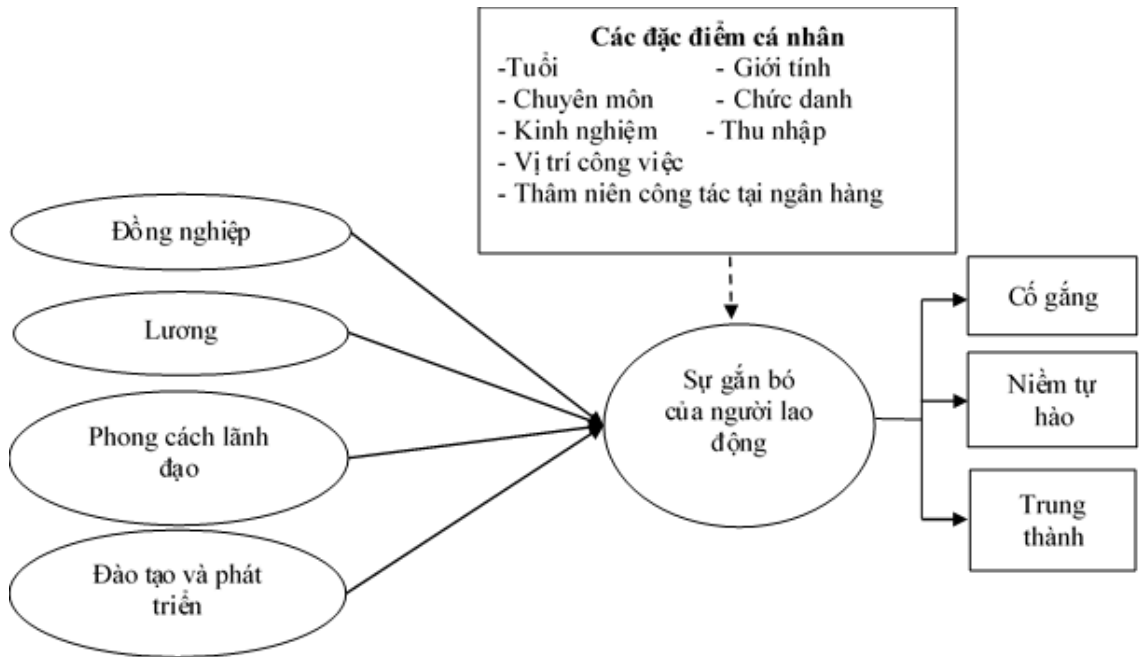 Các đặc điểm cá nhân
-Tuổi - Giới tính
- Chuyên môn - Chức danh
- Kinh nghiệm - Thu nhập
- Vị trí công việc
- Thâm niên công tác tại ngân hàng
Đồng nghiệp
Lương
Phong cách lãnh
đạo
Đào tạo và phát
triển
Sự gắn bó
của người lao
động
Cố gắng
Niềm tự
hào
Trung
thành